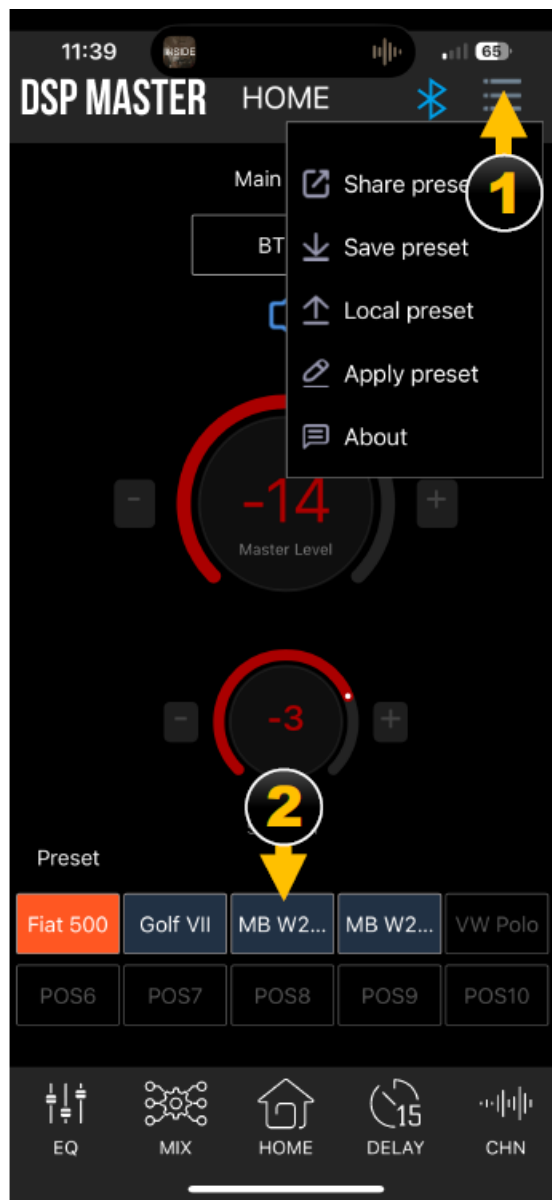 11:39
INSIDE
65
DSP MASTER
HOME
1
Share prese
Save preset
Local preset
Apply preset
About
Main
BT
-14
Master Level
-
+
-3
-
+
2
Preset
Fiat 500
Golf VII
MB W2...
MB W2...
VW Polo
POS6
POS7
POS8
POS9
POS10
15
EQ
MIX
HOME
DELAY
CHN